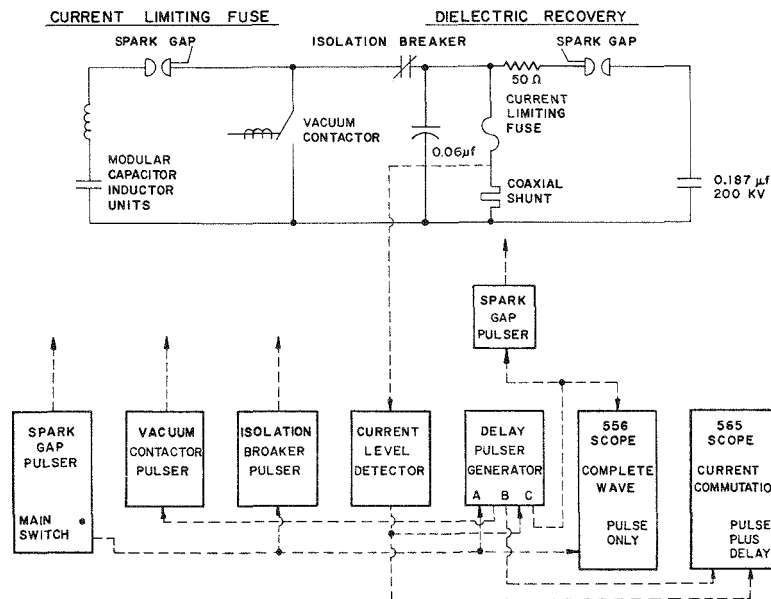 CURRENT LIMITING FUSE
DIELECTRIC RECOVERY
SPARK GAP
ISOLATION BREAKER
SPARK GAP
50 Ω
CURRENT
LIMITING
FUSE
VACUUM
CONTACTOR
0.06μf
MODULAR
CAPACITOR
INDUCTOR
UNITS
COAXIAL
SHUNT
0.187 μf
200 KV
SPARK
GAP
PULSER
SPARK
GAP
PULSER
MAIN
SWITCH
VACUUM
CONTACTOR
PULSER
ISOLATION
BROAKER
PULSER
CURRENT
LEVEL
DETECTOR
DELAY
PULSER
GENERATOR
A B C
556
SCOPE
COMPLETE
WAVE
PULSE
ONLY
565
SCOPE
CURRENT
COMMUTATIO
PULSE
PLUS
DELAY